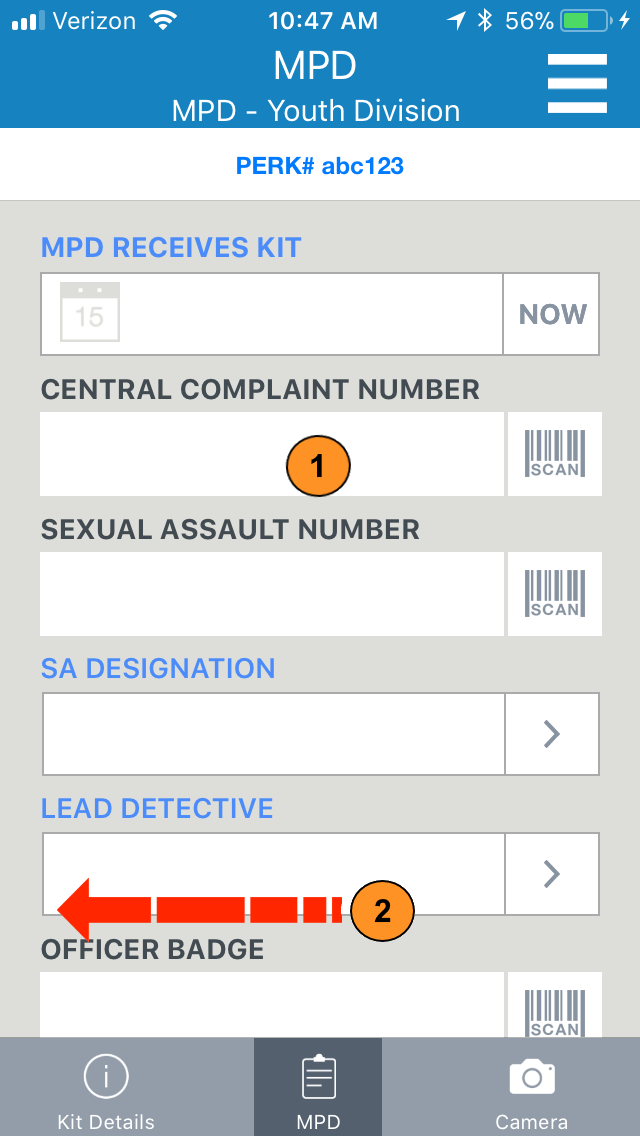 Verizon 10:47 AM 56%
MPD
MPD - Youth Division
PERK# abc123
MPD RECEIVES KIT
15 NOW
CENTRAL COMPLAINT NUMBER
1 SCAN
SEXUAL ASSAULT NUMBER
SCAN
SA DESIGNATION
LEAD DETECTIVE
2
OFFICER BADGE
SCAN
Kit Details MPD Camera